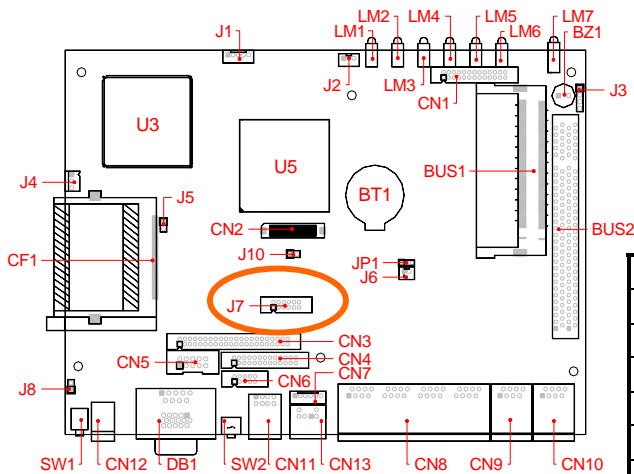 J1
LM1
LM2
LM4
LM5
LM6
LM7
BZ1
J2
LM3
CN1
J3
U3
U5
BUS1
J4
J5
BT1
CN2
BUS2
CF1
J10
JP1
J6
J7
CN3
CN5
CN4
CN6
CN7
J8
SW1
CN12
DB1
SW2
CN11
CN13
CN8
CN9
CN10